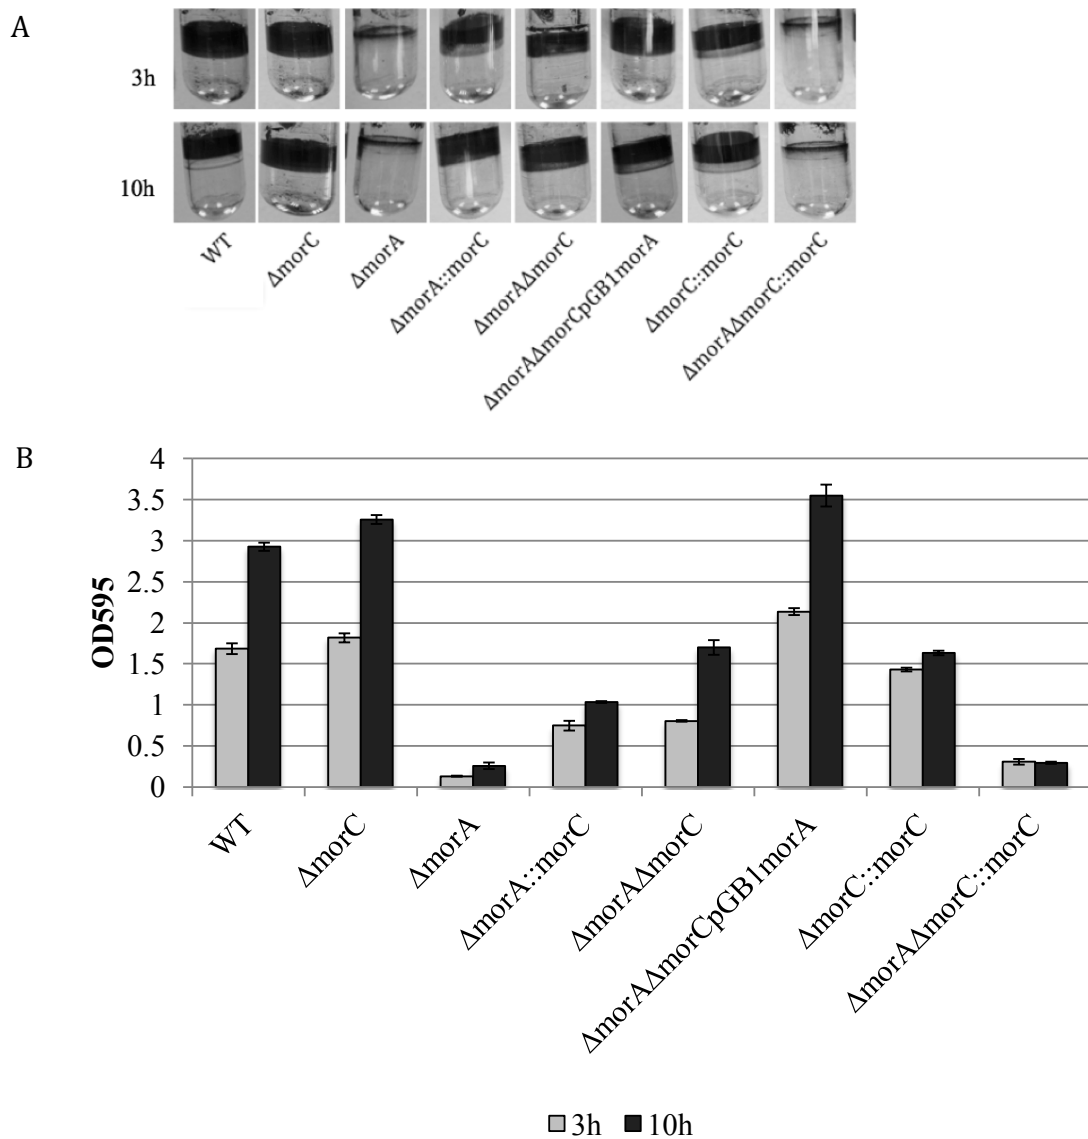 A
3h
10h
WT
ΔmorC
ΔmorA
ΔmorA::morC
ΔmorAΔmorC
ΔmorAΔmorCpGB1morA
ΔmorC::morC
ΔmorAΔmorC::morC
B
OD595
4
3.5
3
2.5
2
1.5
1
0.5
0
WT
ΔmorC
ΔmorA
ΔmorA::morC
ΔmorAΔmorC
ΔmorAΔmorCpGB1morA
ΔmorC::morC
ΔmorAΔmorC::morC
3h 10h